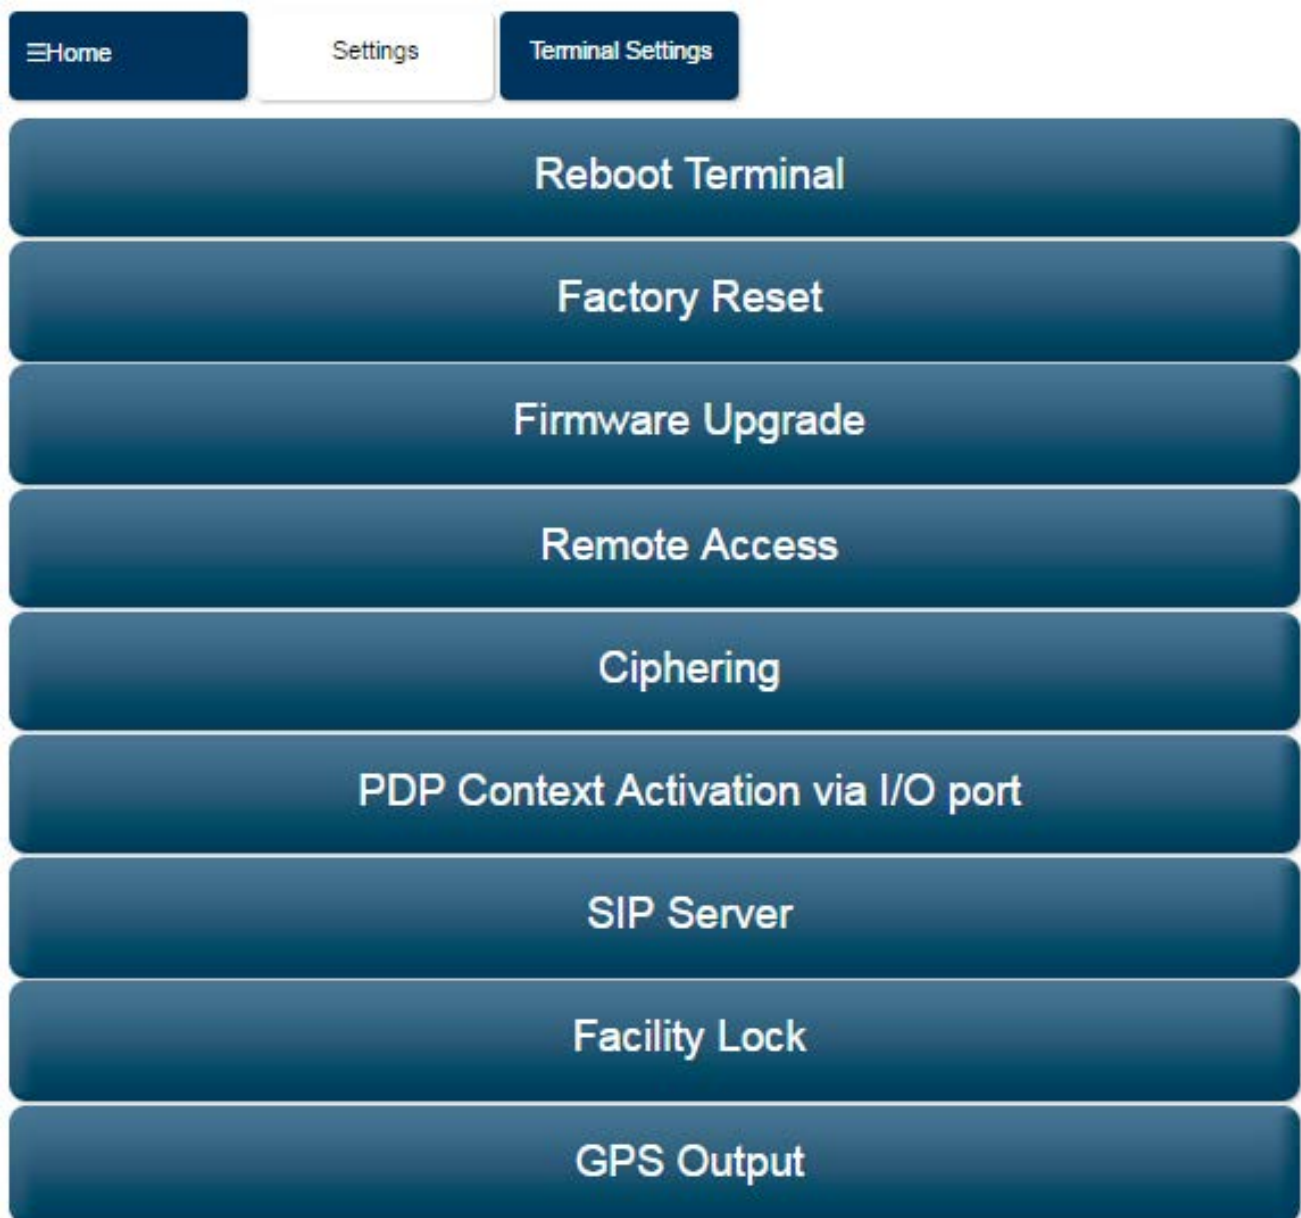 Home
Settings
Terminal Settings
Reboot Terminal
Factory Reset
Firmware Upgrade
Remote Access
Ciphering
PDP Context Activation via I/O port
SIP Server
Facility Lock
GPS Output